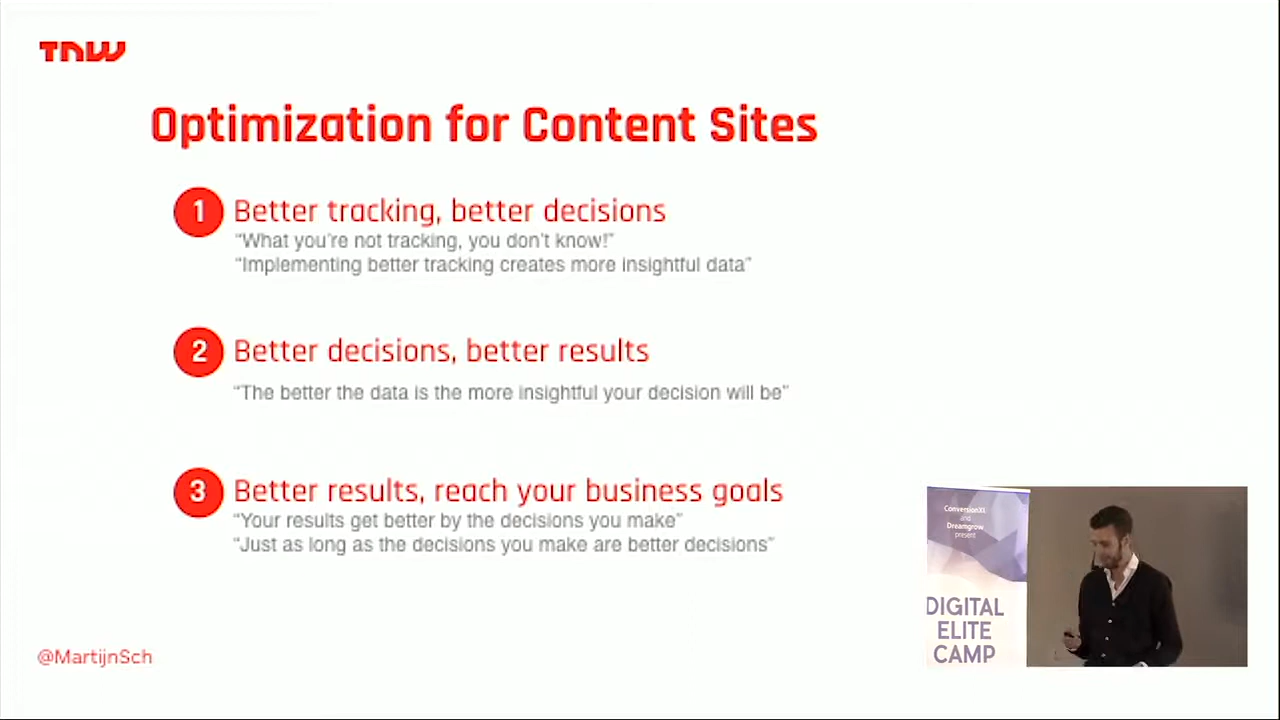 TNW
Optimization for Content Sites
1 Better tracking, better decisions
“What you’re not tracking, you don’t know!”
“Implementing better tracking creates more insightful data”
2 Better decisions, better results
“The better the data is the more insightful your decision will be”
3 Better results, reach your business goals
“Your results get better by the decisions you make”
“Just as long as the decisions you make are better decisions”
ConversionXL
and
Dreamgrow
present
DIGITAL
ELITE
CAMP
@MartijnSch